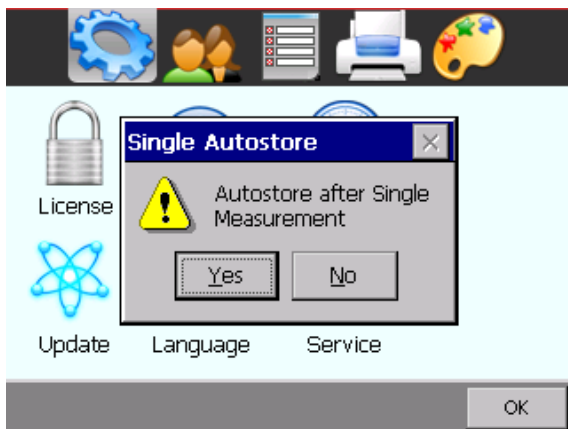 Single Autostore
Autostore after Single
Measurement
Yes
No
License
Update
Language
Service
OK